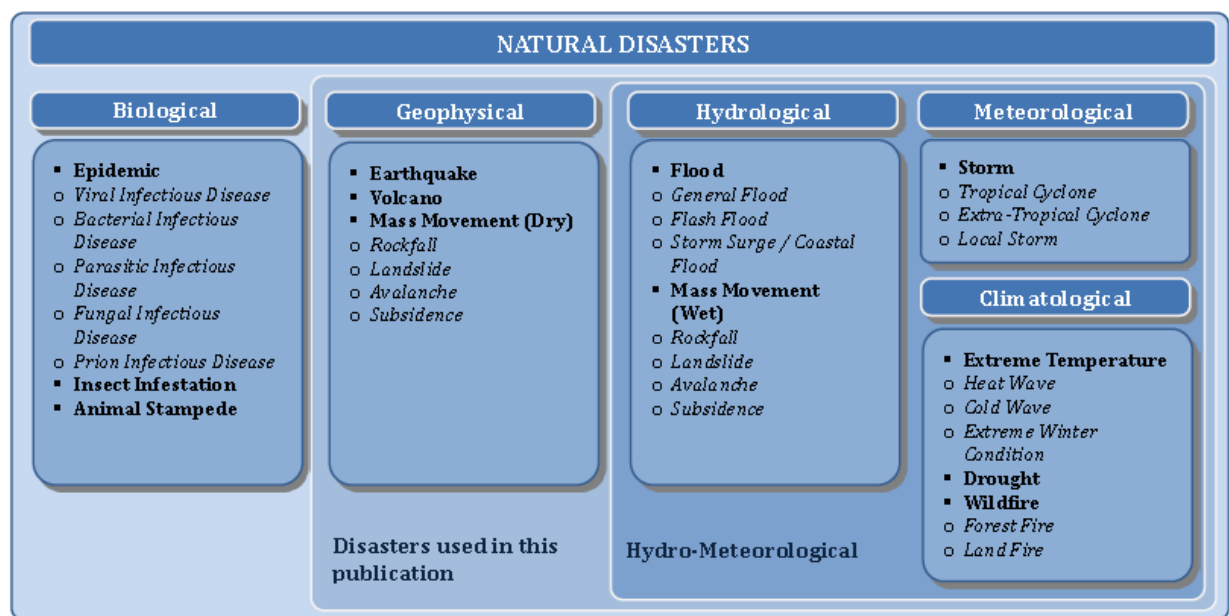 NATURAL DISASTERS
Biological
▪ Epidemic
o Viral Infectious Disease
o Bacterial Infectious
Disease
o Parasitic Infectious
Disease
o Fungal Infectious
Disease
o Prion Infectious Disease
▪ Insect Infestation
▪ Animal Stampede
Geophysical
▪ Earthquake
▪ Volcano
▪ Mass Movement (Dry)
o Rockfall
o Landslide
o Avalanche
o Subsidence
Disasters used in this
publication
Hydrological
▪ Flood
o General Flood
o Flash Flood
o Storm Surge / Coastal
Flood
▪ Mass Movement
(Wet)
o Rockfall
o Landslide
o Avalanche
o Subsidence
Hydro-Meteorological
Meteorological
▪ Storm
o Tropical Cyclone
o Extra-Tropical Cyclone
o Local Storm
Climatological
▪ Extreme Temperature
o Heat Wave
o Cold Wave
o Extreme Winter
Condition
▪ Drought
▪ Wildfire
o Forest Fire
o Land Fire